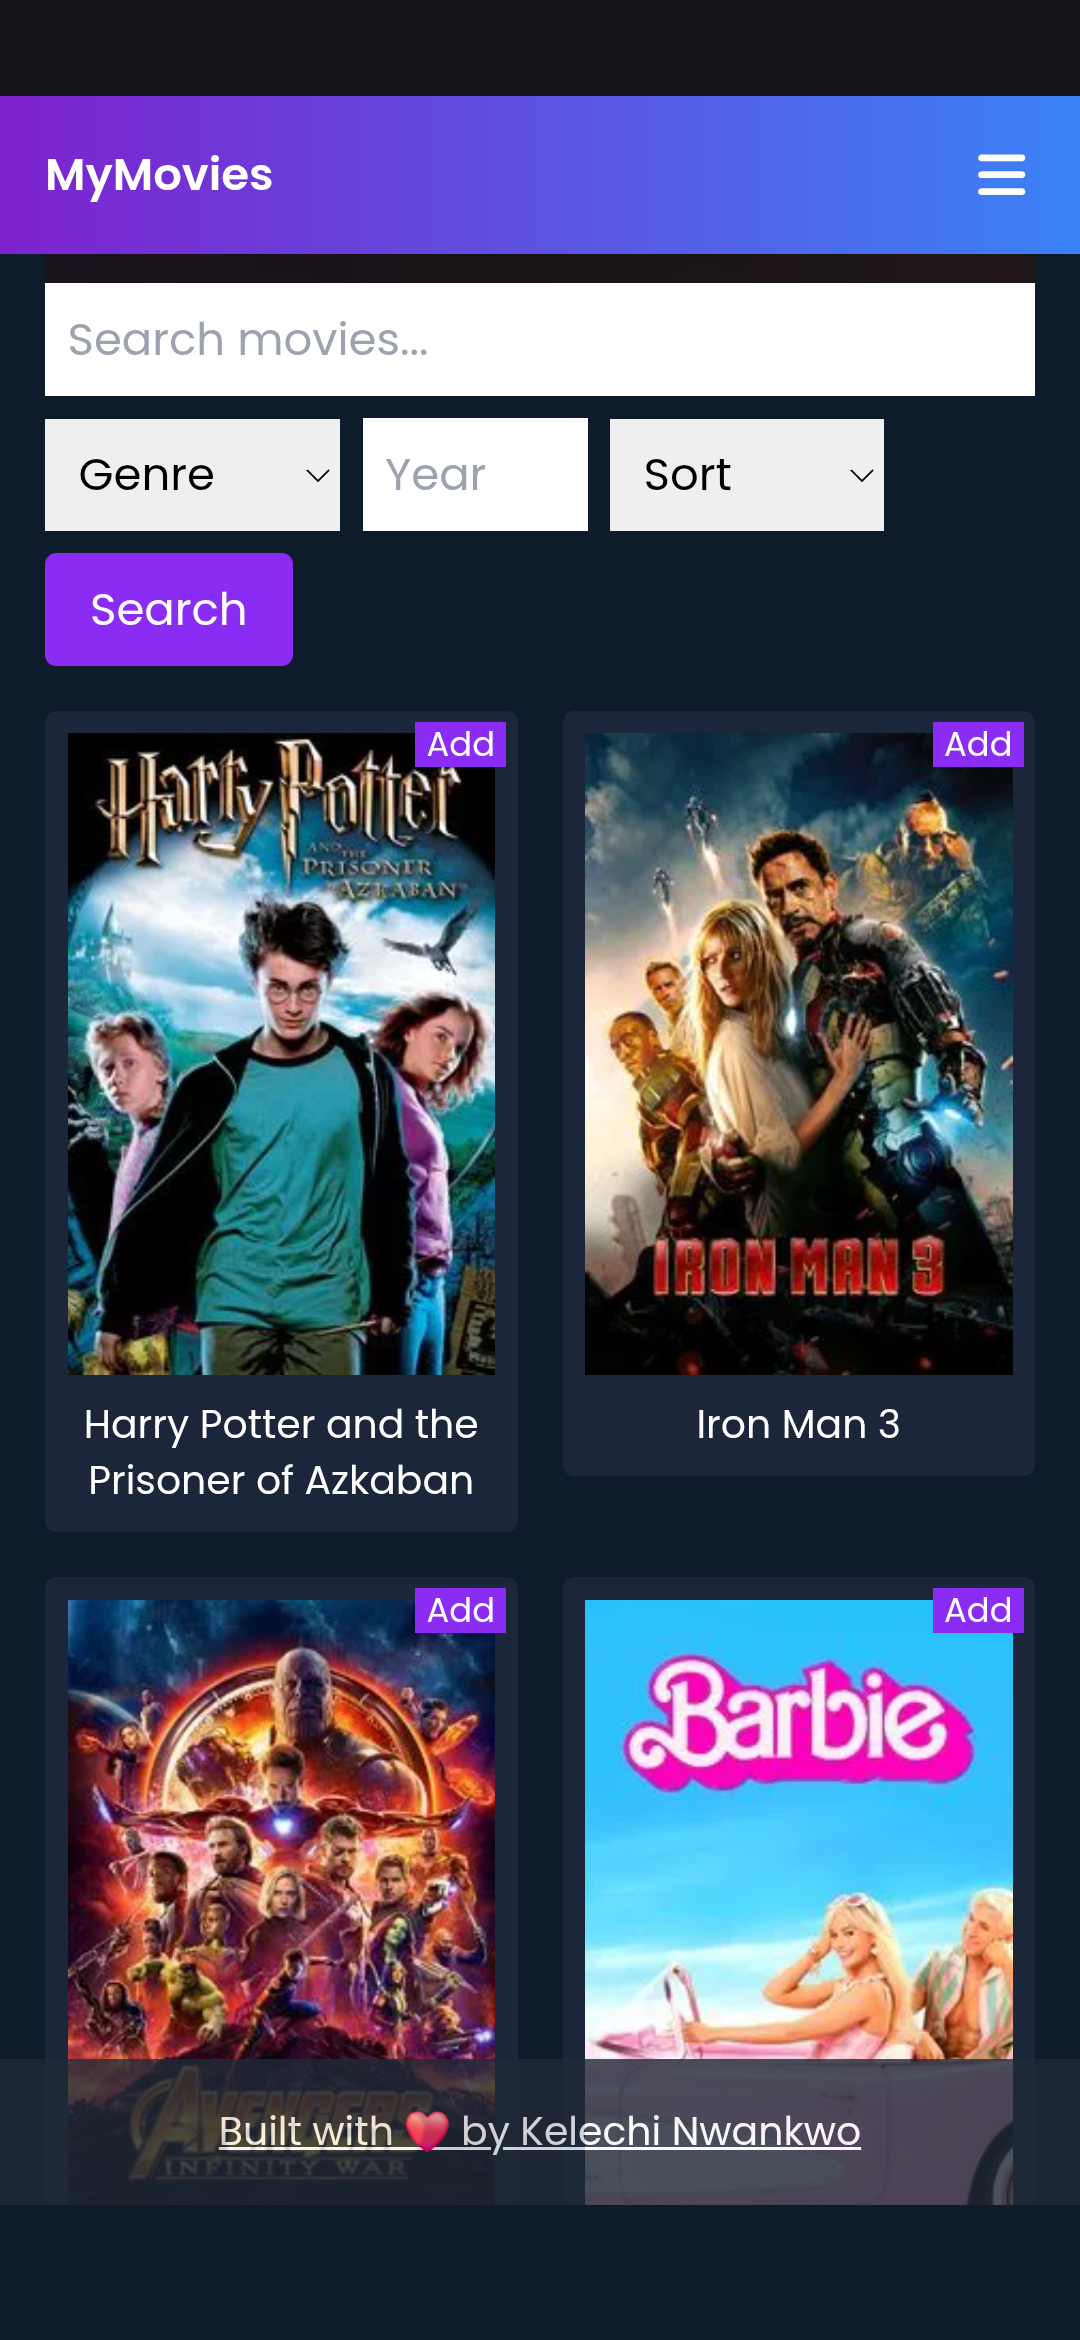 MyMovies
Search movies...
Genre
Year
Sort
Search
Add
Harry Potter
AND THE
PRISONER
OF AZKABAN
Harry Potter and the
Prisoner of Azkaban
Add
IRON MAN 3
Iron Man 3
Add
AVENGERS
INFINITY WAR
Add
Barbie
Built with ❤️ by Kelechi Nwankwo